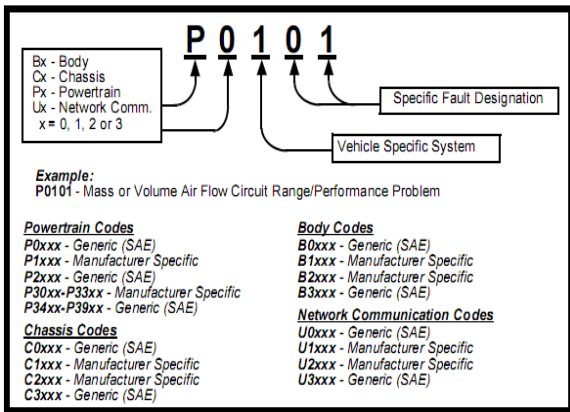 P 0 1 0 1
Bx - Body
Cx - Chassis
Px - Powertrain
Ux - Network Comm.
x = 0, 1, 2 or 3
Specific Fault Designation
Vehicle Specific System
Example:
P0101 - Mass or Volume Air Flow Circuit Range/Performance Problem
Powertrain Codes
P0xxx - Generic (SAE)
P1xxx - Manufacturer Specific
P2xxx - Generic (SAE)
P30xx-P33xx - Manufacturer Specific
P34xx-P39xx - Generic (SAE)
Chassis Codes
C0xxx - Generic (SAE)
C1xxx - Manufacturer Specific
C2xxx - Manufacturer Specific
C3xxx - Generic (SAE)
Body Codes
B0xxx - Generic (SAE)
B1xxx - Manufacturer Specific
B2xxx - Manufacturer Specific
B3xxx - Generic (SAE)
Network Communication Codes
U0xxx - Generic (SAE)
U1xxx - Manufacturer Specific
U2xxx - Manufacturer Specific
U3xxx - Generic (SAE)